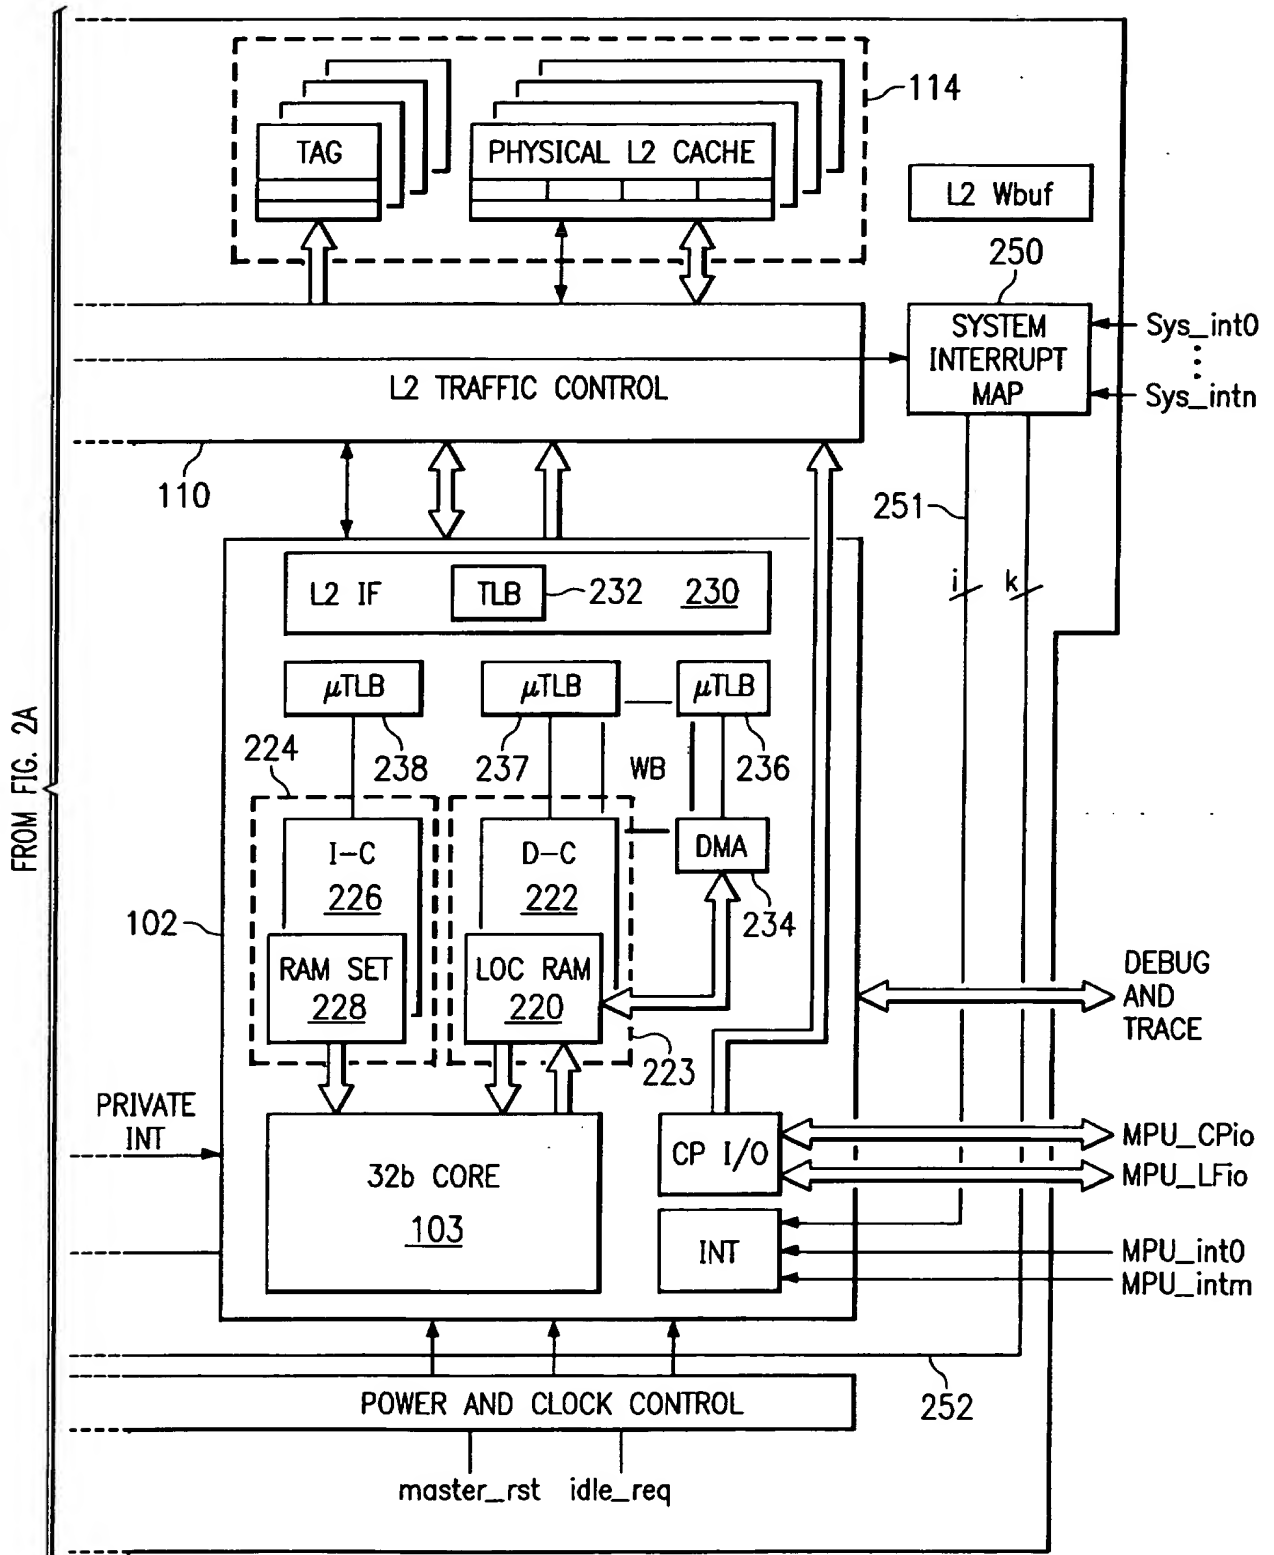 FROM FIG. 2A
114
TAG
PHYSICAL L2 CACHE
L2 Wbuf
250
SYSTEM
INTERRUPT
MAP
Sys_int0
Sys_intn
L2 TRAFFIC CONTROL
110
251
i
k
L2 IF
TLB
232
230
μTLB
μTLB
μTLB
224
238
237
WB
236
I-C
226
D-C
222
DMA
234
102
RAM SET
228
LOC RAM
220
DEBUG
AND
TRACE
223
PRIVATE
INT
32b CORE
103
CP I/O
MPU_CPio
MPU_LFio
INT
MPU_int0
MPU_intm
POWER AND CLOCK CONTROL
252
master_rst
idle_req